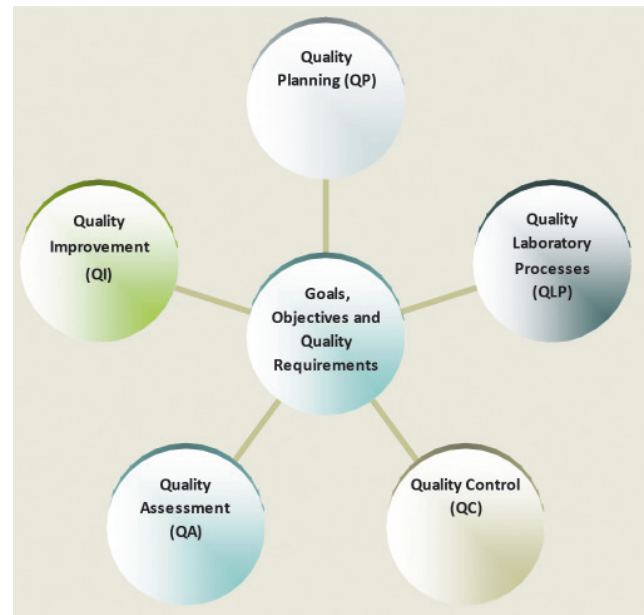 Quality
Planning (QP)
Quality
Improvement
(QI)
Quality
Laboratory
Processes
(QLP)
Goals,
Objectives and
Quality
Requirements
Quality
Assessment
(QA)
Quality Control
(QC)